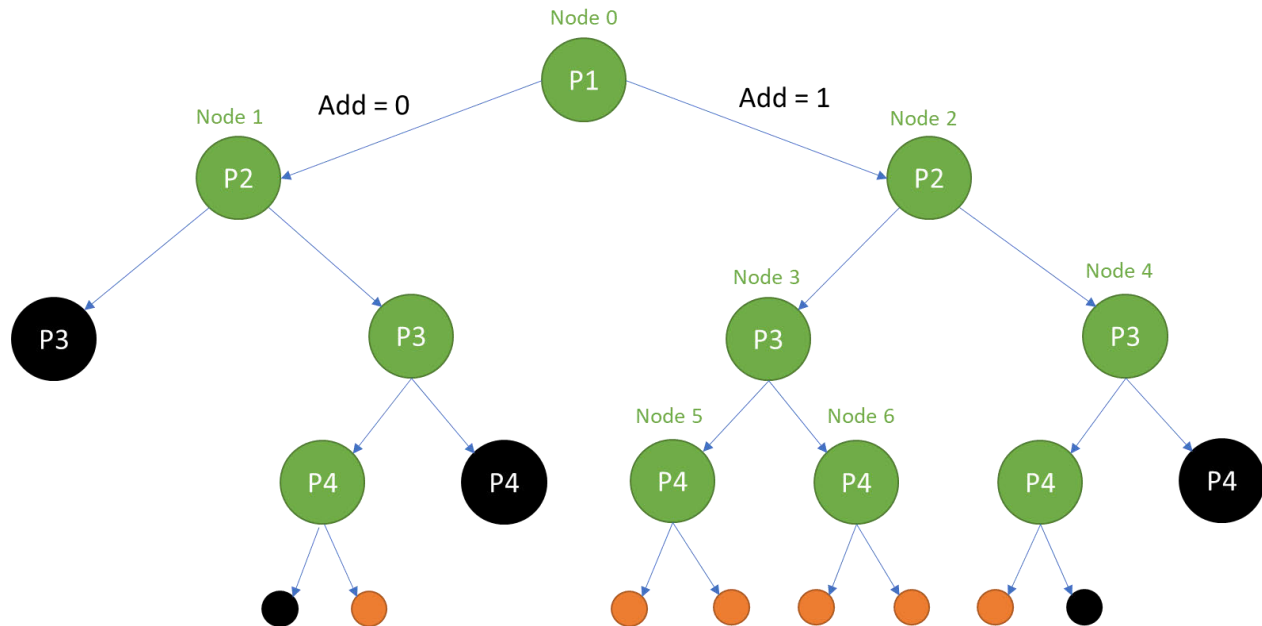 Node 0
P1
Add = 0
Add = 1
Node 1
Node 2
P2
P2
Node 3
Node 4
P3
P3
P3
P3
Node 5
Node 6
P4
P4
P4
P4
P4
P4